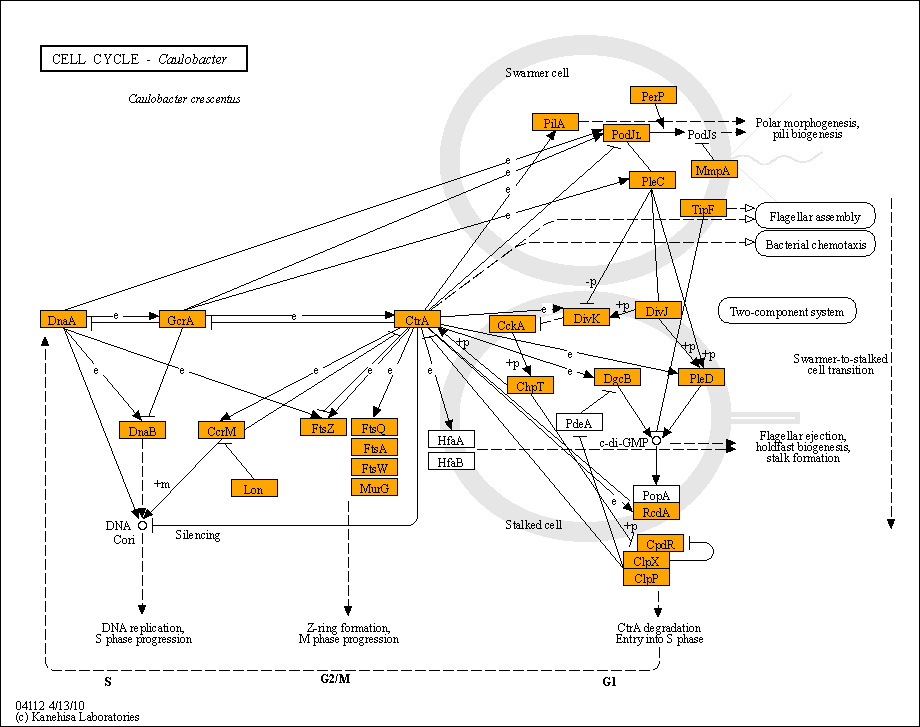 CELL CYCLE - Caulobacter
Caulobacter crescentus
Swarmer cell
PerP
PilA
PodJL
PodJS
Polar morphogenesis,
pili biogenesis
e
e
e
e
MmpA
PleC
TipF
Flagellar assembly
Bacterial chemotaxis
-p
DnaA
e
GcrA
e
CtrA
e
CckA
DivK
+p
DivJ
Two-component system
+p
+p
+p
+p
Swarmer-to-stalked
cell transition
e
e
e
e
e
e
e
e
e
ChpT
DgcB
PleD
DnaB
CcrM
FtsZ
FtsQ
FtsA
FtsW
MurG
HfaA
HfaB
PdeA
c-di-GMP
Flagellar ejection,
holdfast biogenesis,
stalk formation
Lon
+m
DNA
Cori
Silencing
Stalked cell
e
+p
PopA
RcdA
CpdR
ClpX
ClpP
DNA replication,
S phase progression
Z-ring formation,
M phase progression
CtrA degradation
Entry into S phase
S
G2/M
G1
04112 4/13/10
(c) Kanehisa Laboratories